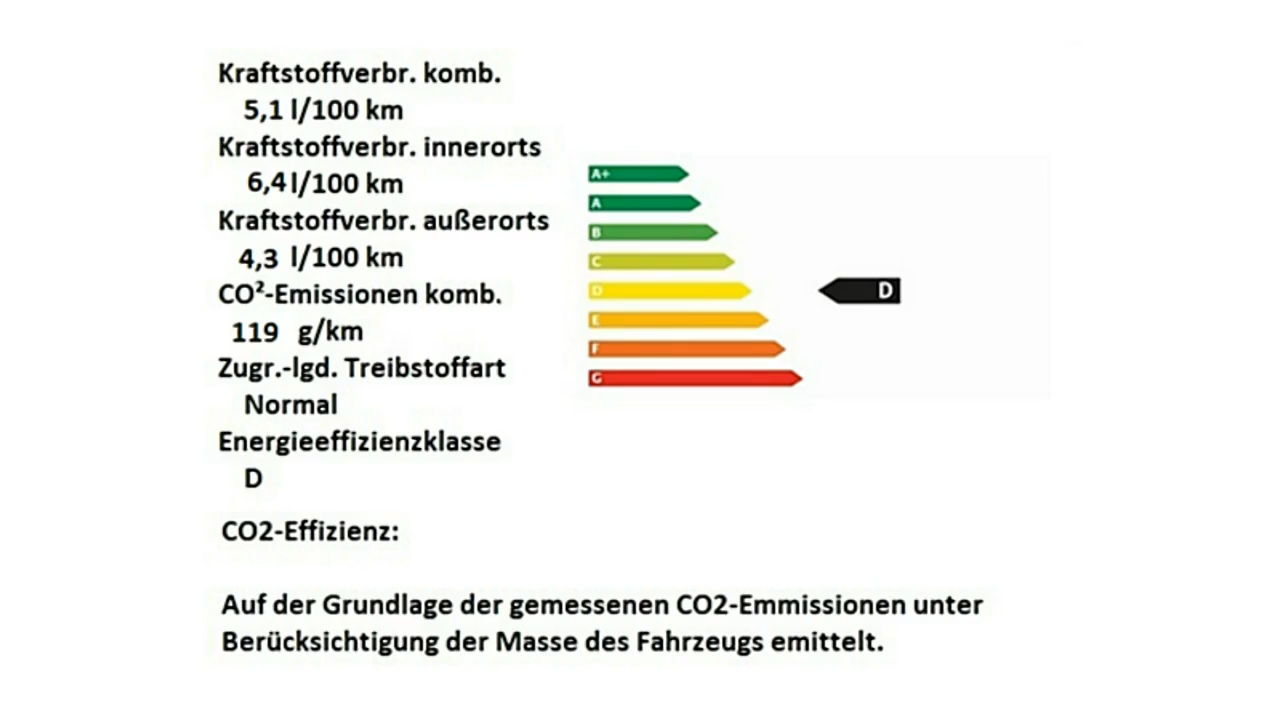 Kraftstoffverbr. komb.
5,1 l/100 km
Kraftstoffverbr. innerorts
6,4 l/100 km
Kraftstoffverbr. außerorts
4,3 l/100 km
CO²-Emissionen komb.
119 g/km
Zugr.-lgd. Treibstoffart
Normal
Energieeffizienzklasse
D
A+
A
B
C
D
E
F
G
D
CO2-Effizienz:
Auf der Grundlage der gemessenen CO2-Emmissionen unter
Berücksichtigung der Masse des Fahrzeugs emittelt.